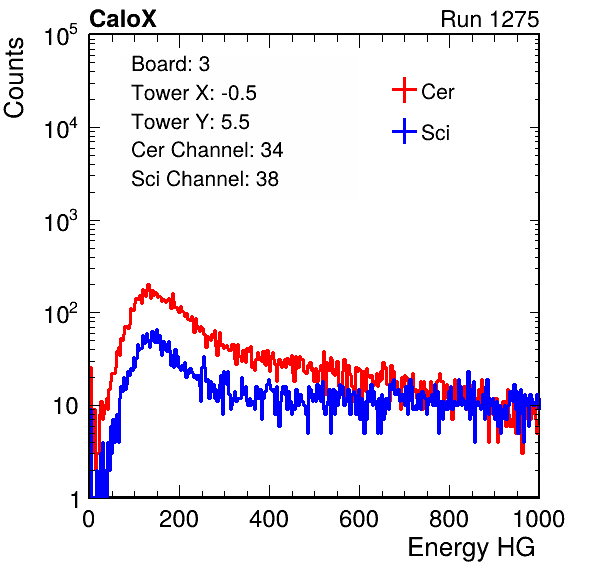 CaloX Run 1275
Counts
Board: 3
Tower X: -0.5
Tower Y: 5.5
Cer Channel: 34
Sci Channel: 38
Cer
Sci
10^5
10^4
10^3
10^2
10
1
0 200 400 600 800 1000
Energy HG